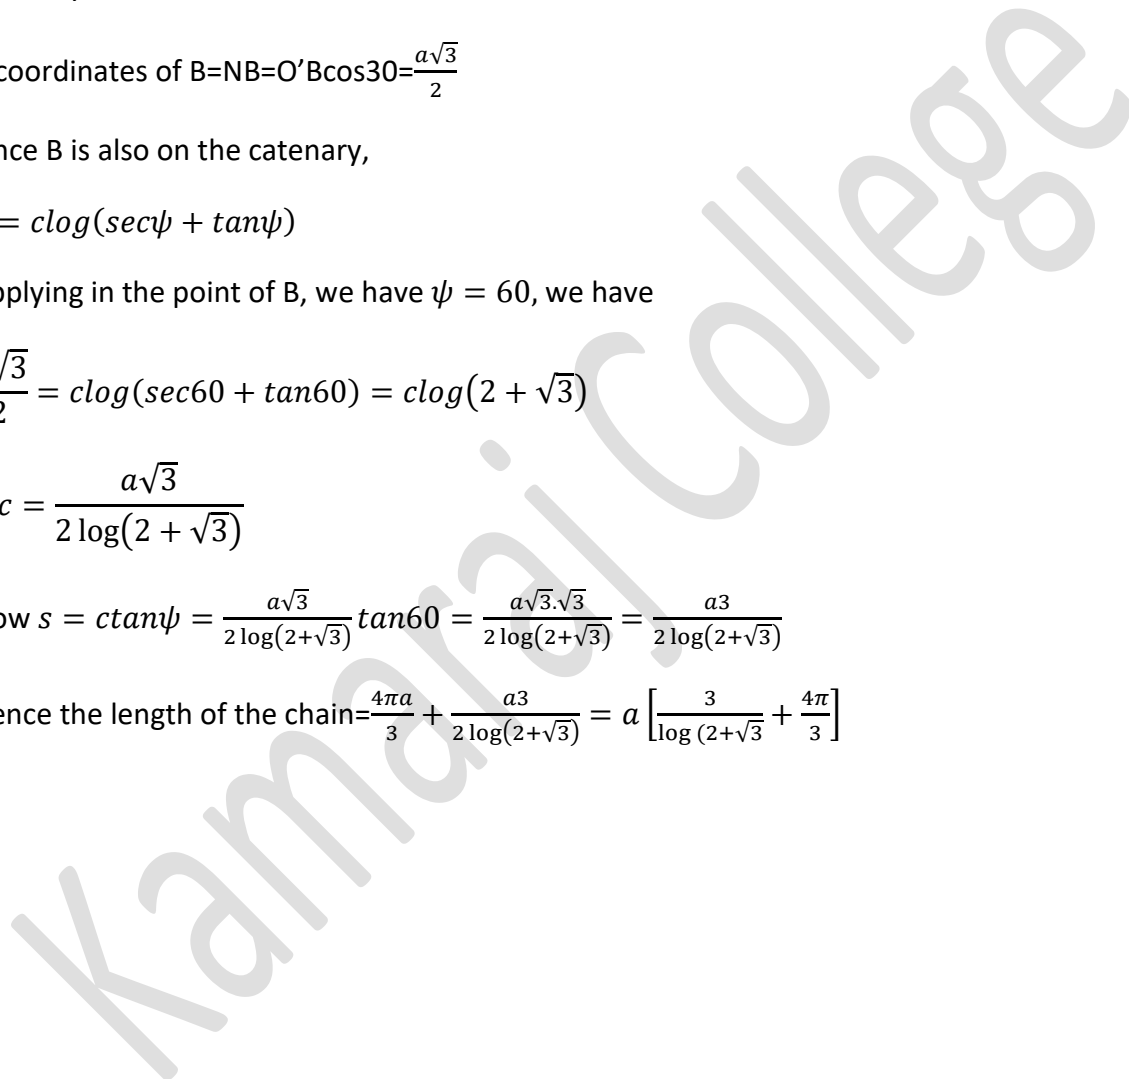 coordinates of B=NB=O’Bcos30=a√3/2
nce B is also on the catenary,
= clog(secψ + tanψ)
pplying in the point of B, we have ψ = 60, we have
√3/2 = clog(sec60 + tan60) = clog(2 + √3)
c = a√3/(2 log(2 + √3))
ow s = ctanψ = a√3/(2 log(2+√3)) tan60 = a√3.√3/(2 log(2+√3)) = a3/(2 log(2+√3))
ence the length of the chain=4πa/3 + a3/(2 log(2+√3)) = a[3/(log (2+√3) + 4π/3]
Kamaraj College